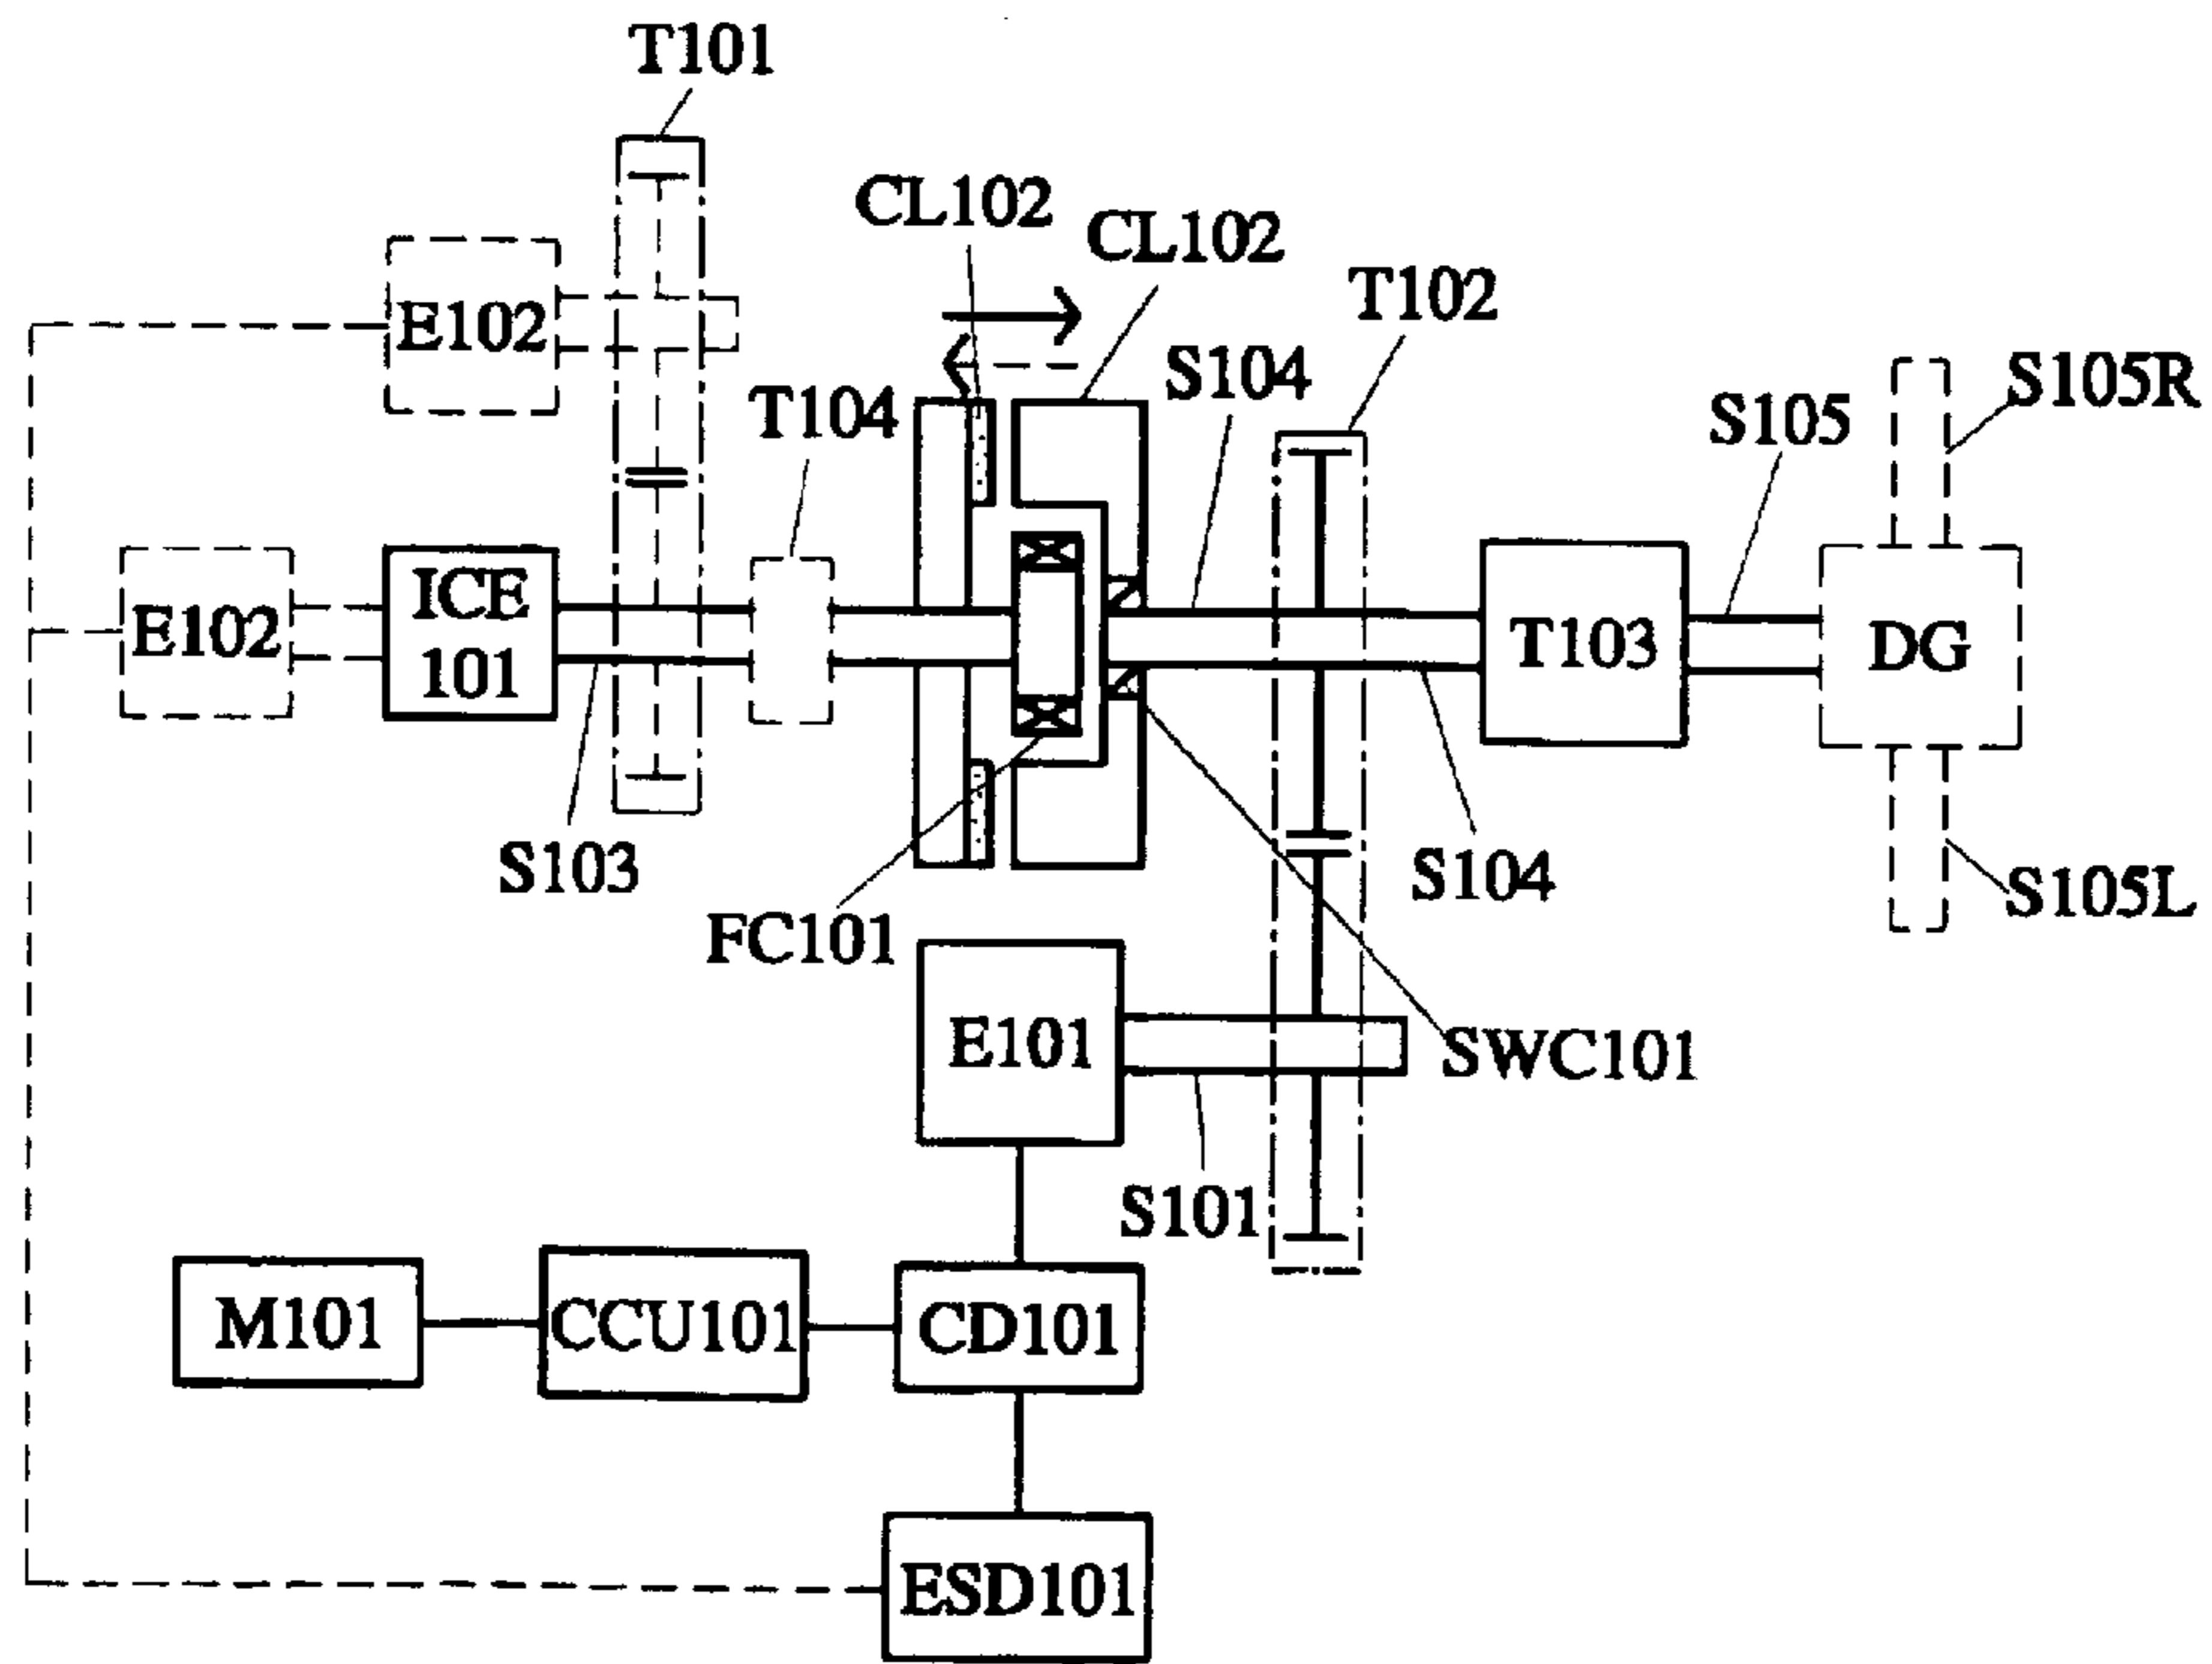 T101
CL102
CL102
E102
T102
S104
S105R
T104
S105
E102
ICE
101
T103
DG
S103
S104
S105L
FC101
E101
SWC101
S101
M101
CCU101
CD101
ESD101